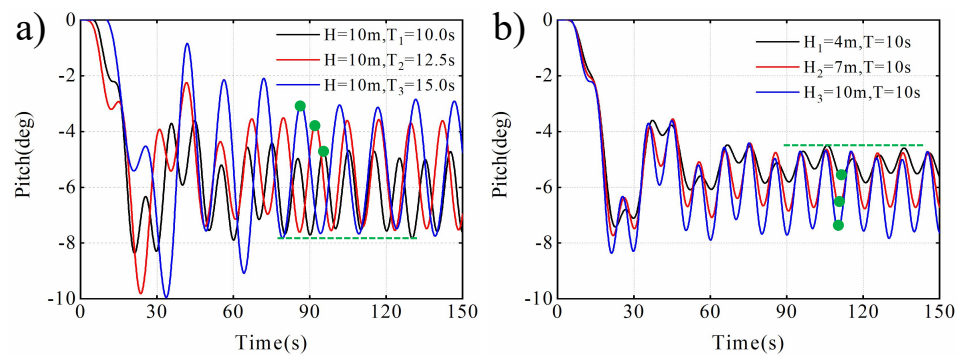 a)
H=10m,T₁=10.0s
H=10m,T₂=12.5s
H=10m,T₃=15.0s
Pitch(deg)
0
-2
-4
-6
-8
-10
0 30 60 90 120 150
Time(s)
b)
H₁=4m,T=10s
H₂=7m,T=10s
H₃=10m,T=10s
Pitch(deg)
0
-2
-4
-6
-8
-10
0 30 60 90 120 150
Time(s)